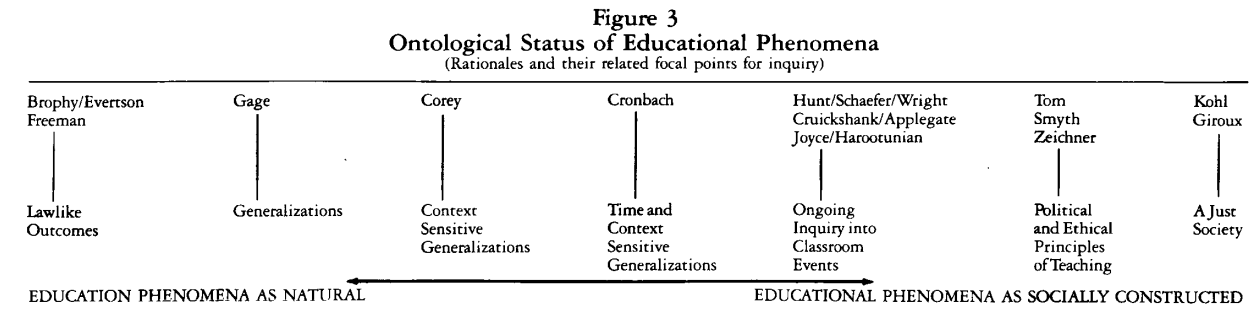 Figure 3
Ontological Status of Educational Phenomena
(Rationales and their related focal points for inquiry)
Brophy/Evertson
Freeman
Gage
Corey
Cronbach
Hunt/Schaefer/Wright
Cruickshank/Applegate
Joyce/Harootunian
Tom
Smyth
Zeichner
Kohl
Giroux
Lawlike
Outcomes
Generalizations
Context
Sensitive
Generalizations
Time and
Context
Sensitive
Generalizations
Ongoing
Inquiry into
Classroom
Events
Political
and Ethical
Principles
of Teaching
A Just
Society
EDUCATION PHENOMENA AS NATURAL
EDUCATIONAL PHENOMENA AS SOCIALLY CONSTRUCTED